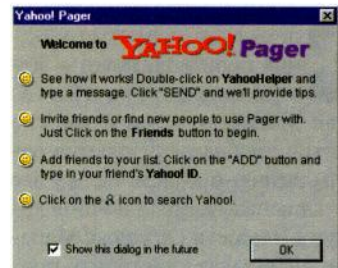 Yahoo! Pager
Welcome to YAHOO! Pager
See how it works! Double-click on YahooHelper and
type a message. Click "SEND" and we'll provide tips.
Invite friends or find new people to use Pager with.
Just Click on the Friends button to begin.
Add friends to your list. Click on the "ADD" button and
type in your friend's Yahoo! ID.
Click on the icon to search Yahoo!.
Show this dialog in the future
OK